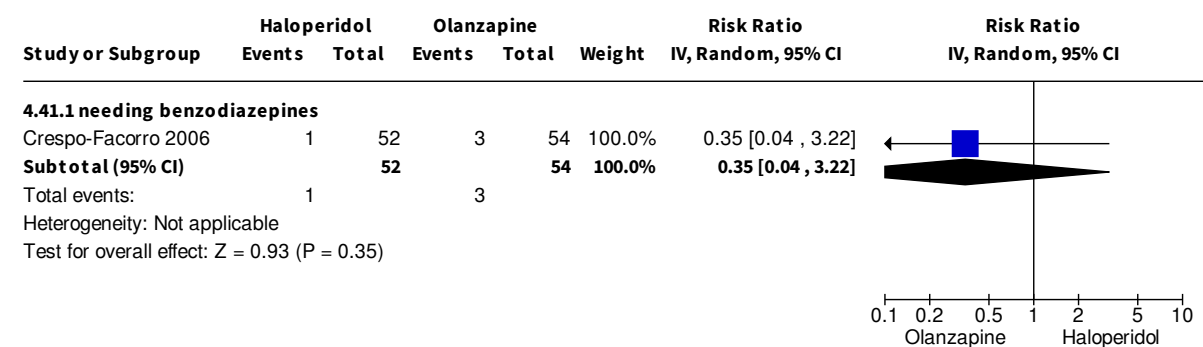 Haloperidol Olanzapine Risk Ratio Risk Ratio
Study or Subgroup Events Total Events Total Weight IV, Random, 95% CI IV, Random, 95% CI
4.41.1 needing benzodiazepines
Crespo-Facorro 2006 1 52 3 54 100.0% 0.35 [0.04 , 3.22]
Subtotal (95% CI) 52 54 100.0% 0.35 [0.04 , 3.22]
Total events: 1 3
Heterogeneity: Not applicable
Test for overall effect: Z = 0.93 (P = 0.35)
0.1 0.2 0.5 1 2 5 10
Olanzapine Haloperidol